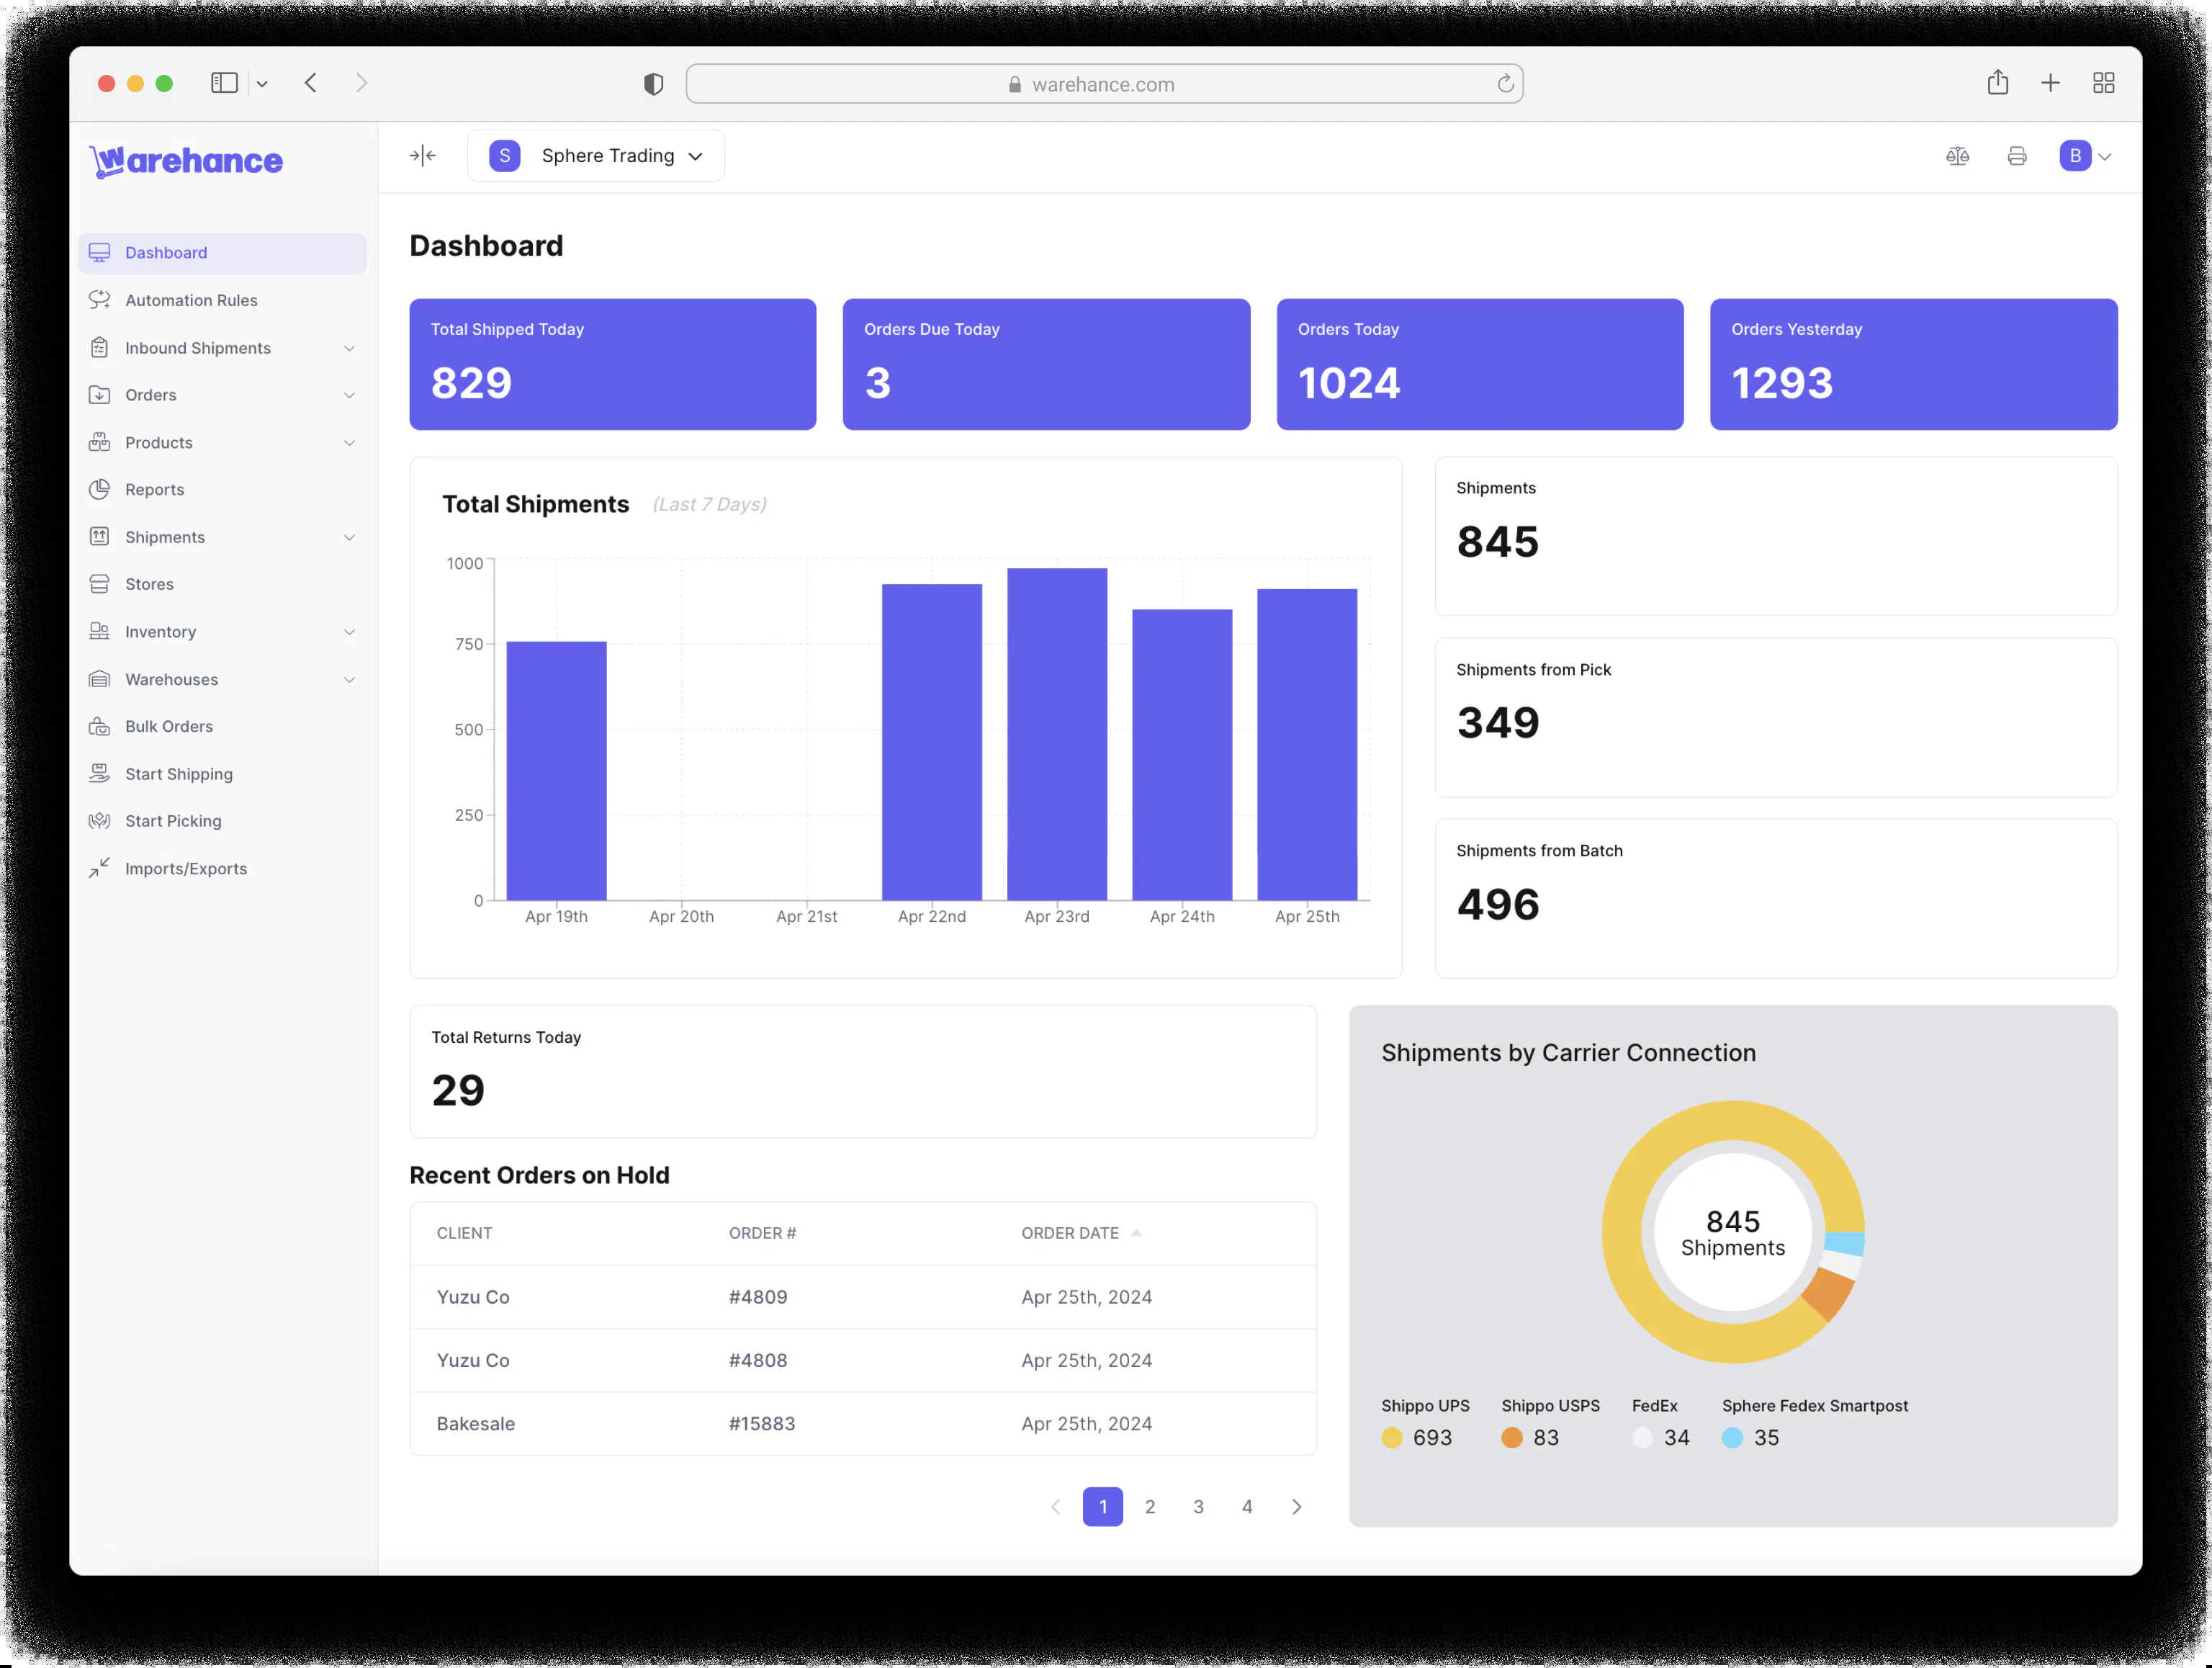 warehance.com
Warehance
S Sphere Trading
B
Dashboard
Automation Rules
Inbound Shipments
Orders
Products
Reports
Shipments
Stores
Inventory
Warehouses
Bulk Orders
Start Shipping
Start Picking
Imports/Exports
Dashboard
Total Shipped Today
829
Orders Due Today
3
Orders Today
1024
Orders Yesterday
1293
Total Shipments (Last 7 Days)
1000
750
500
250
0
Apr 19th Apr 20th Apr 21st Apr 22nd Apr 23rd Apr 24th Apr 25th
Shipments
845
Shipments from Pick
349
Shipments from Batch
496
Total Returns Today
29
Recent Orders on Hold
CLIENT ORDER # ORDER DATE
Yuzu Co #4809 Apr 25th, 2024
Yuzu Co #4808 Apr 25th, 2024
Bakesale #15883 Apr 25th, 2024
1 2 3 4
Shipments by Carrier Connection
845
Shipments
Shippo UPS Shippo USPS FedEx Sphere Fedex Smartpost
693 83 34 35